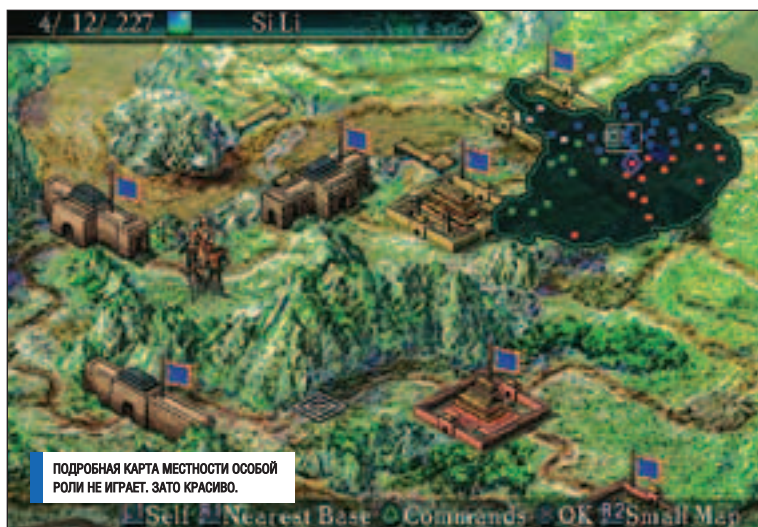 4/ 12/ 227 Si Li
ПОДРОБНАЯ КАРТА МЕСТНОСТИ ОСОБОЙ
РОЛИ НЕ ИГРАЕТ. ЗАТО КРАСИВО.
Self Nearest Base Commands OK R2 Small Map